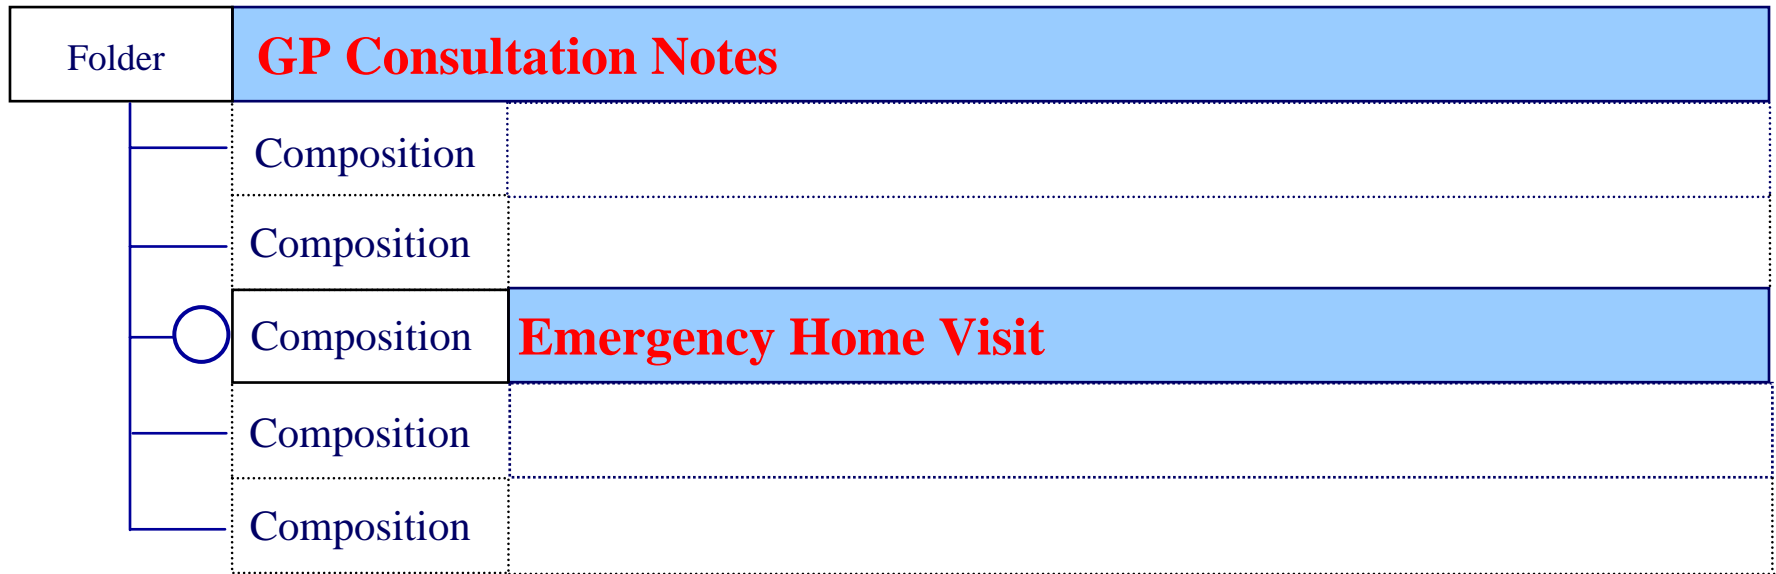 Folder GP Consultation Notes
Composition
Composition
Composition Emergency Home Visit
Composition
Composition